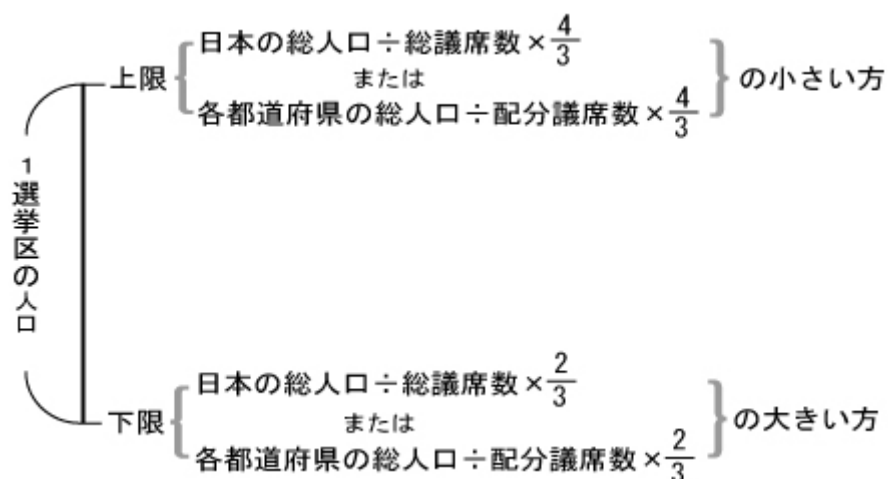 上限 日本の総人口÷総議席数×4/3
または
各都道府県の総人口÷配分議席数×4/3
の小さい方
1選挙区の人口
下限 日本の総人口÷総議席数×2/3
または
各都道府県の総人口÷配分議席数×2/3
の大きい方